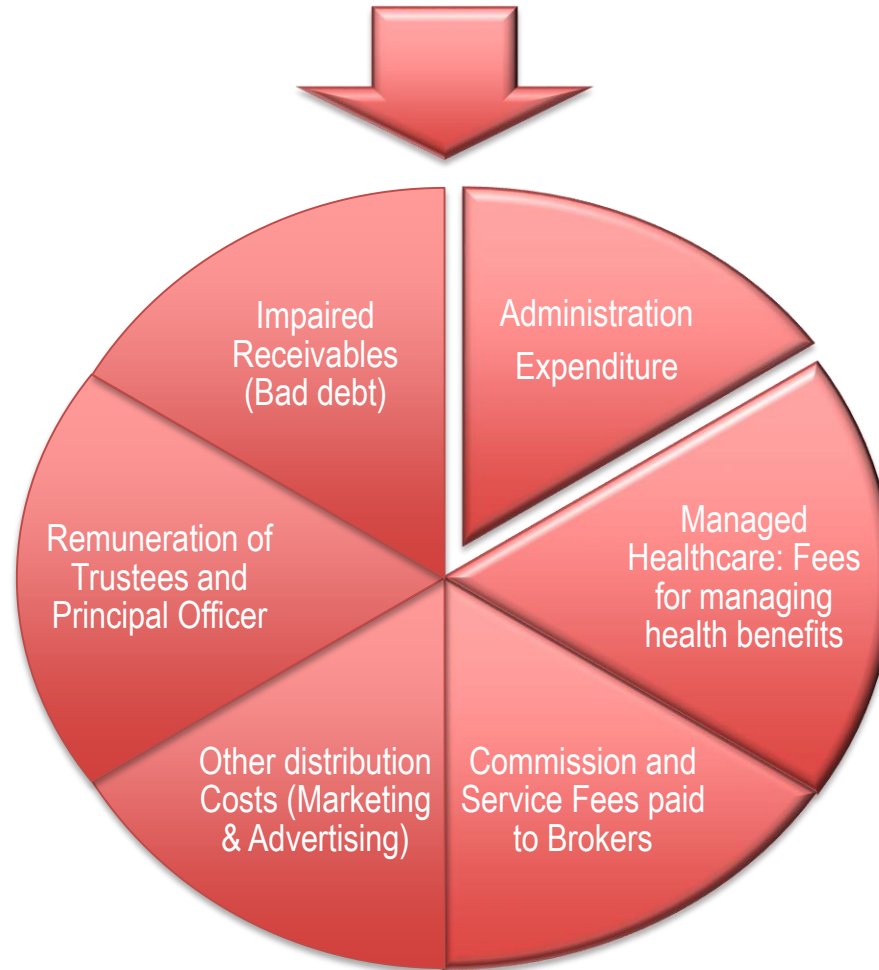 Administration
Expenditure
Managed
Healthcare: Fees
for managing
health benefits
Commission and
Service Fees paid
to Brokers
Other distribution
Costs (Marketing
& Advertising)
Remuneration of
Trustees and
Principal Officer
Impaired
Receivables
(Bad debt)